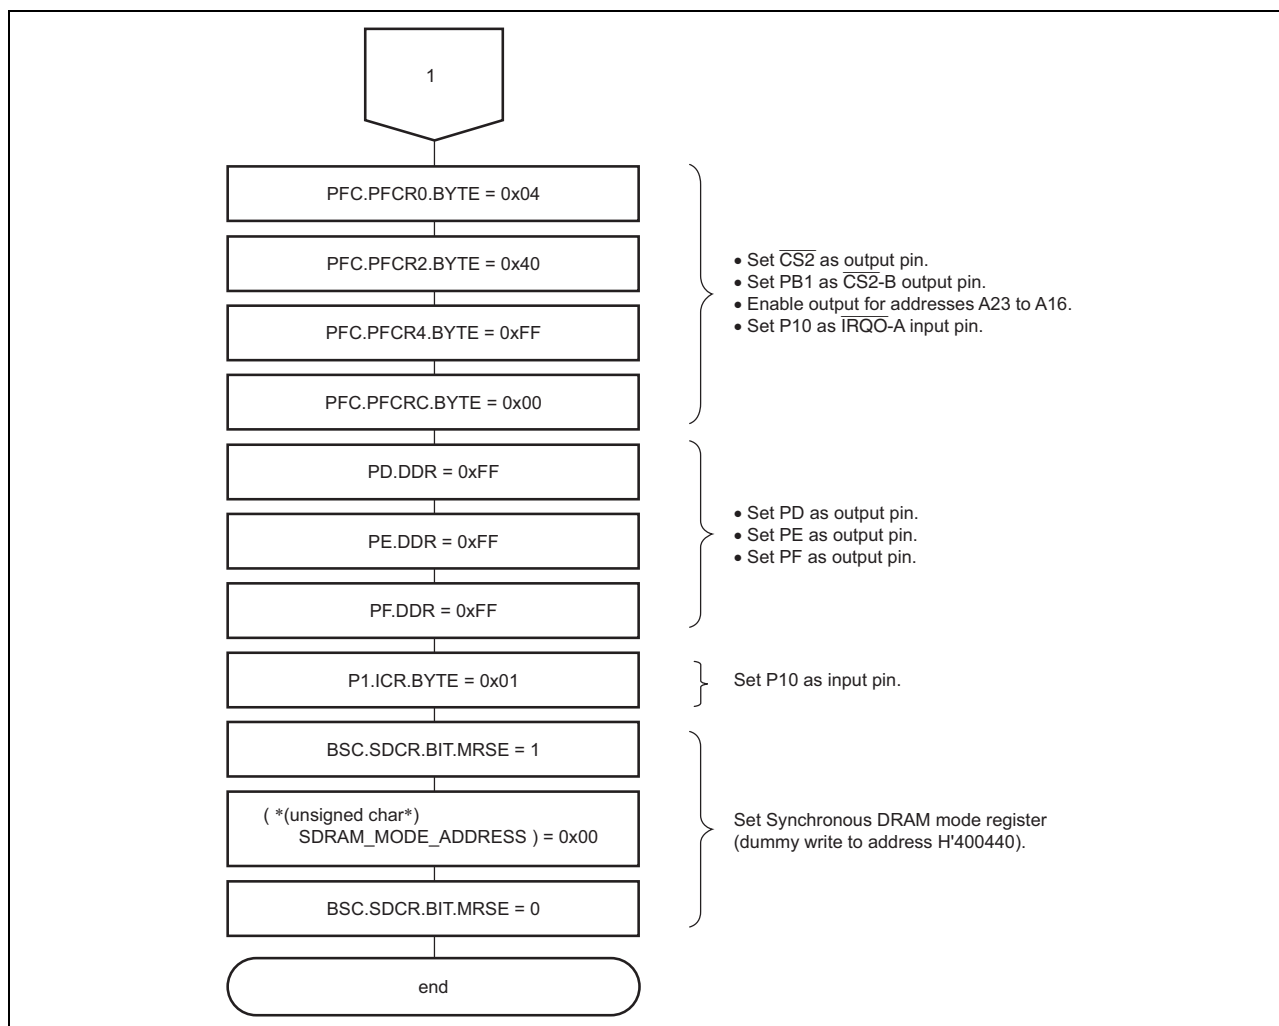 1
PFC.PFCR0.BYTE = 0x04
PFC.PFCR2.BYTE = 0x40
PFC.PFCR4.BYTE = 0xFF
PFC.PFCRC.BYTE = 0x00
• Set C̅S̅2̅ as output pin.
• Set PB1 as C̅S̅2̅-B output pin.
• Enable output for addresses A23 to A16.
• Set P10 as I̅R̅Q̅O̅-A input pin.
PD.DDR = 0xFF
PE.DDR = 0xFF
PF.DDR = 0xFF
• Set PD as output pin.
• Set PE as output pin.
• Set PF as output pin.
P1.ICR.BYTE = 0x01
Set P10 as input pin.
BSC.SDCR.BIT.MRSE = 1
( *(unsigned char*)
SDRAM_MODE_ADDRESS ) = 0x00
BSC.SDCR.BIT.MRSE = 0
Set Synchronous DRAM mode register
(dummy write to address H'400440).
end